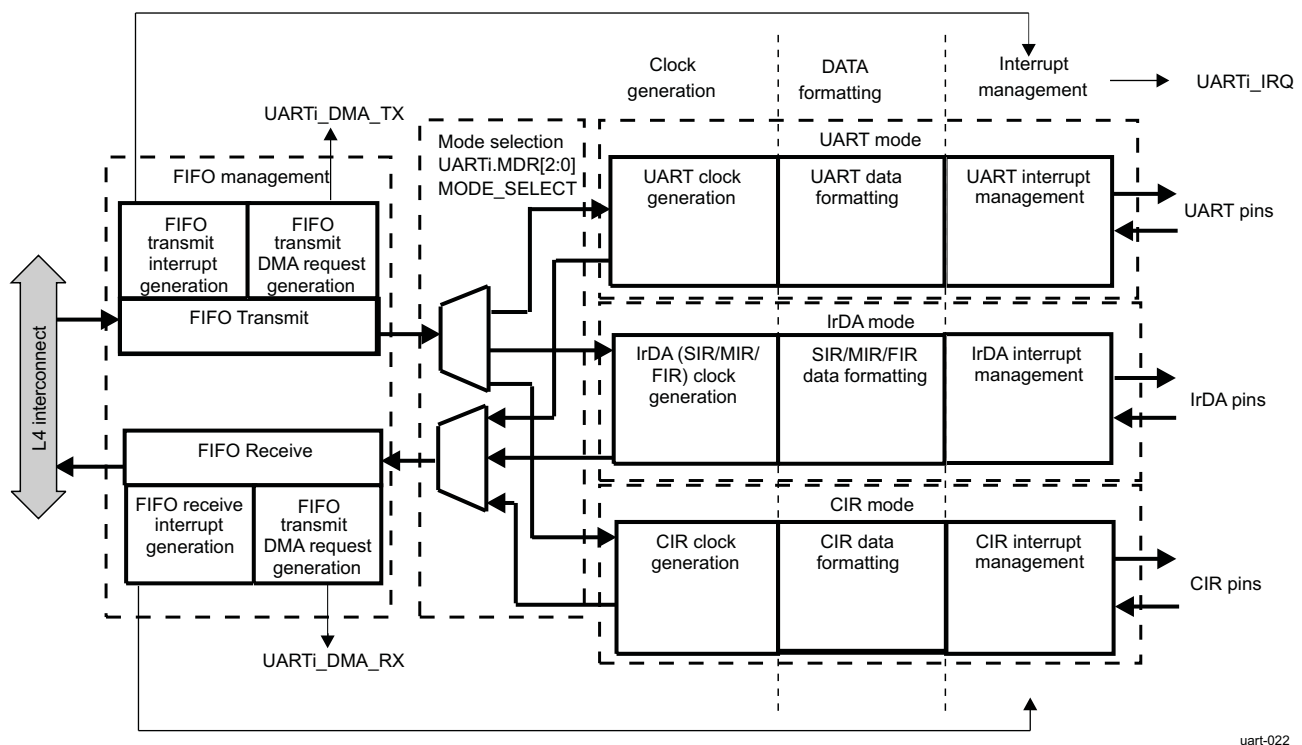 Clock
generation
DATA
formatting
Interrupt
management
UARTi_IRQ
UARTi_DMA_TX
Mode selection
UARTi.MDR[2:0]
MODE_SELECT
UART mode
UART clock
generation
UART data
formatting
UART interrupt
management
UART pins
FIFO management
FIFO
transmit
interrupt
generation
FIFO
transmit
DMA request
generation
FIFO Transmit
L4 interconnect
IrDA mode
IrDA (SIR/MIR/
FIR) clock
generation
SIR/MIR/FIR
data formatting
IrDA interrupt
management
IrDA pins
FIFO Receive
FIFO receive
interrupt
generation
FIFO
transmit
DMA request
generation
CIR mode
CIR clock
generation
CIR data
formatting
CIR interrupt
management
CIR pins
UARTi_DMA_RX
uart-022